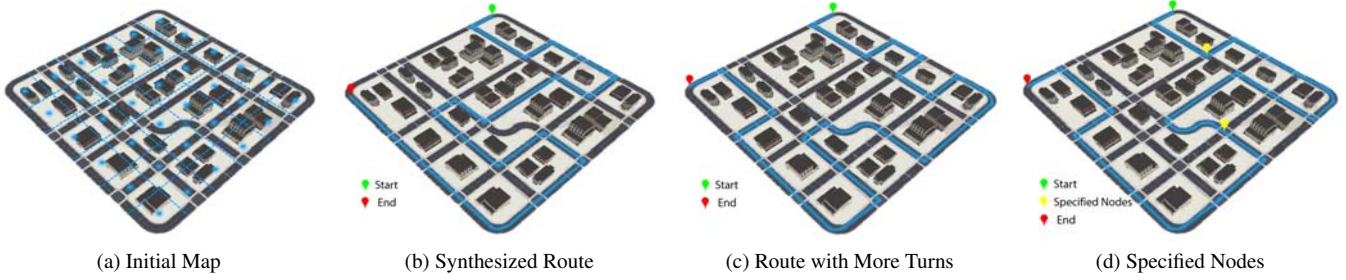 Start
End
Start
End
Start
Specified Nodes
End
(a) Initial Map
(b) Synthesized Route
(c) Route with More Turns
(d) Specified Nodes